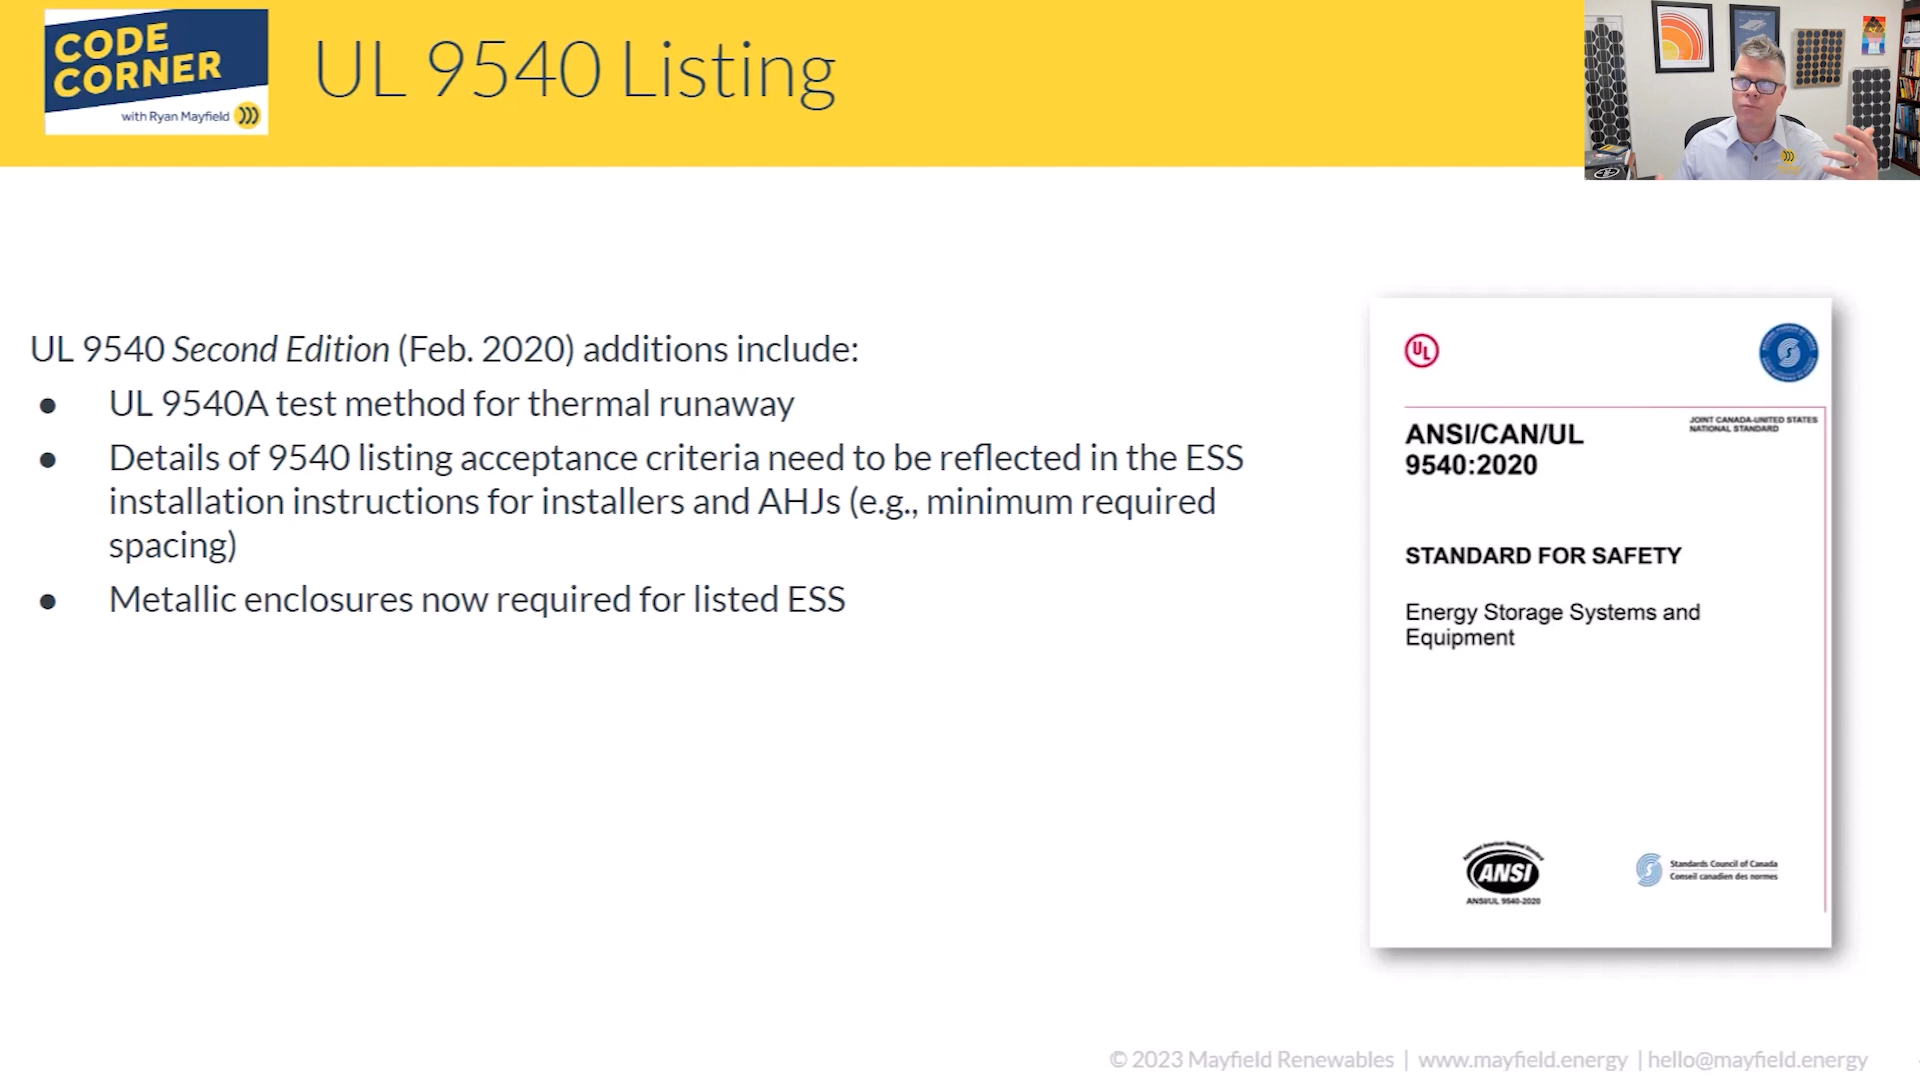 CODE
CORNER
with Ryan Mayfield
UL 9540 Listing
UL 9540 Second Edition (Feb. 2020) additions include:
● UL 9540A test method for thermal runaway
● Details of 9540 listing acceptance criteria need to be reflected in the ESS
installation instructions for installers and AHJs (e.g., minimum required
spacing)
● Metallic enclosures now required for listed ESS
UL
JOINT CANADA-UNITED STATES
NATIONAL STANDARD
ANSI/CAN/UL
9540:2020
STANDARD FOR SAFETY
Energy Storage Systems and
Equipment
Approved American National Standard
ANSI
ANSI/UL 9540-2020
Standards Council of Canada
Conseil canadien des normes
© 2023 Mayfield Renewables | www.mayfield.energy | hello@mayfield.energy